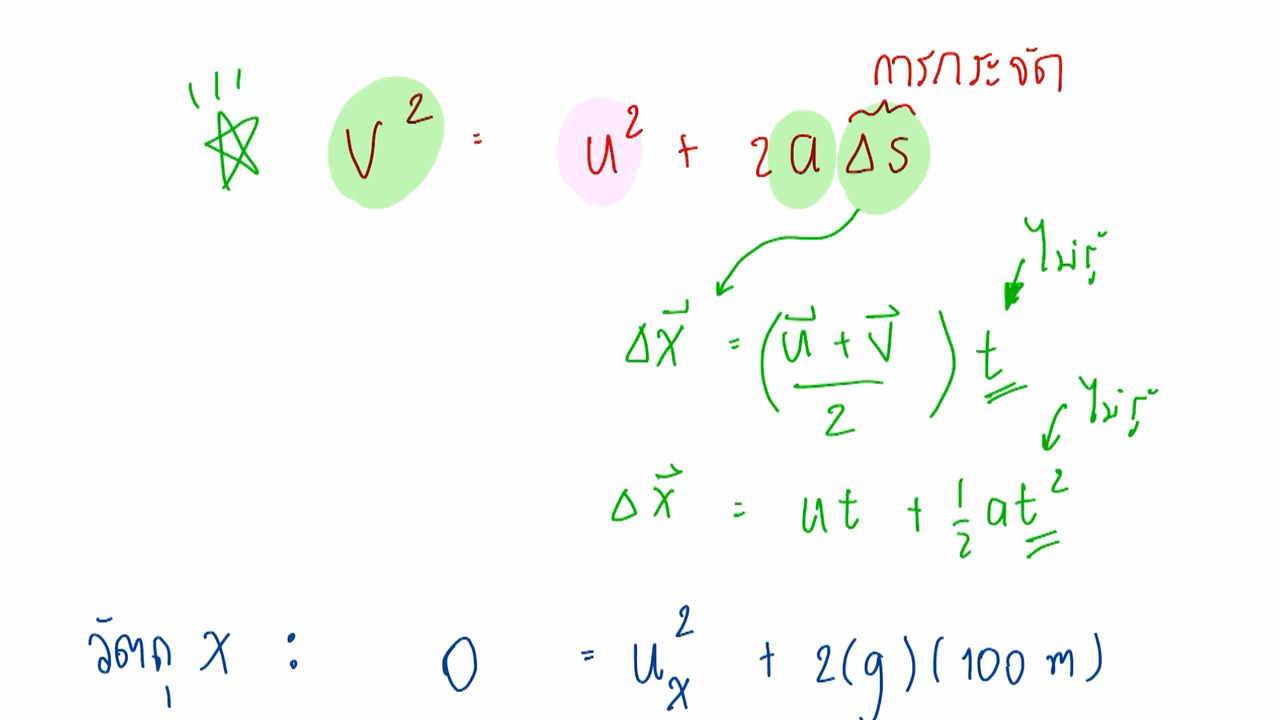 การกระจัด
V² = u² + 2aΔs
ไม่รู้
Δx⃗ = (u⃗ + v⃗ / 2) t
ไม่รู้
Δx⃗ = ut + ½at²
วัตถุ x : 0 = uₓ² + 2(g)(100 m)